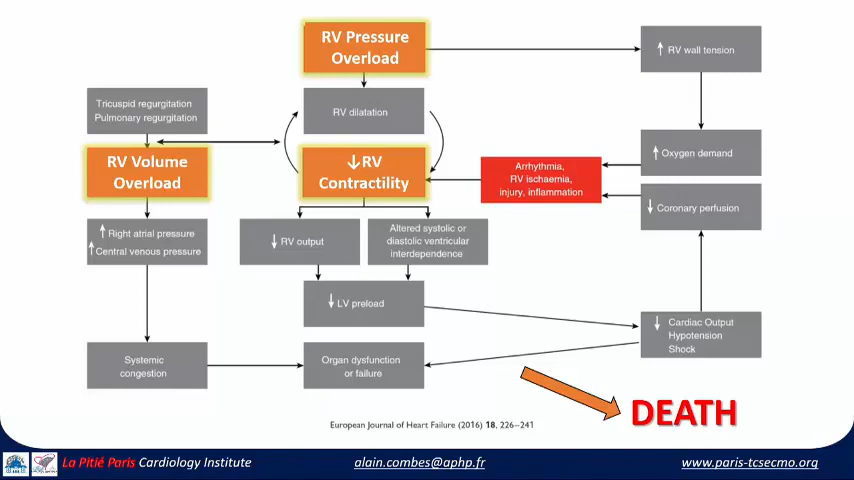 RV Pressure
Overload
↑ RV wall tension
Tricuspid regurgitation
Pulmonary regurgitation
RV dilatation
RV Volume
Overload
↓RV
Contractility
Arrhythmia,
RV ischaemia,
injury, inflammation
↑ Oxygen demand
↓ Coronary perfusion
↑ Right atrial pressure
↑ Central venous pressure
↓ RV output
Altered systolic or
diastolic ventricular
interdependence
↓ LV preload
↓ Cardiac Output
Hypotension
Shock
Systemic
congestion
Organ dysfunction
or failure
DEATH
European Journal of Heart Failure (2016) 18, 226–241
La Pitié Paris Cardiology Institute
alain.combes@aphp.fr
www.paris-tcsecmo.org